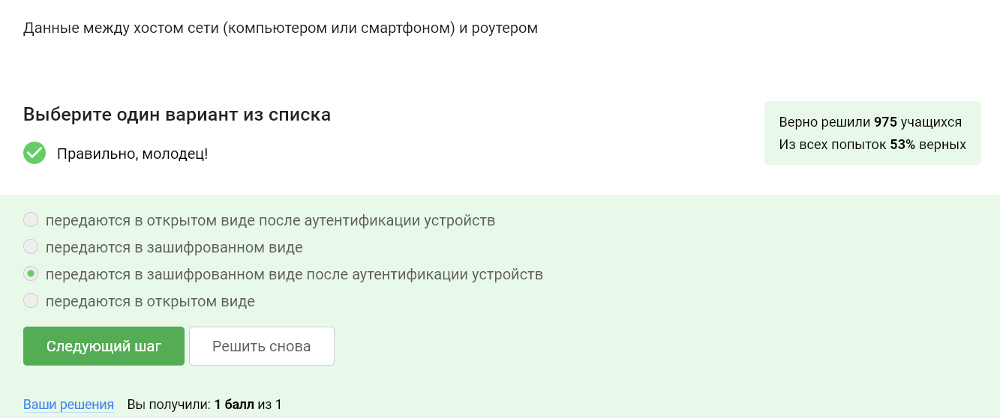 Данные между хостом сети (компьютером или смартфоном) и роутером
Выберите один вариант из списка
Верно решили 975 учащихся
Из всех попыток 53% верных
Правильно, молодец!
передаются в открытом виде после аутентификации устройств
передаются в зашифрованном виде
передаются в зашифрованном виде после аутентификации устройств
передаются в открытом виде
Следующий шаг
Решить снова
Ваши решения Вы получили: 1 балл из 1